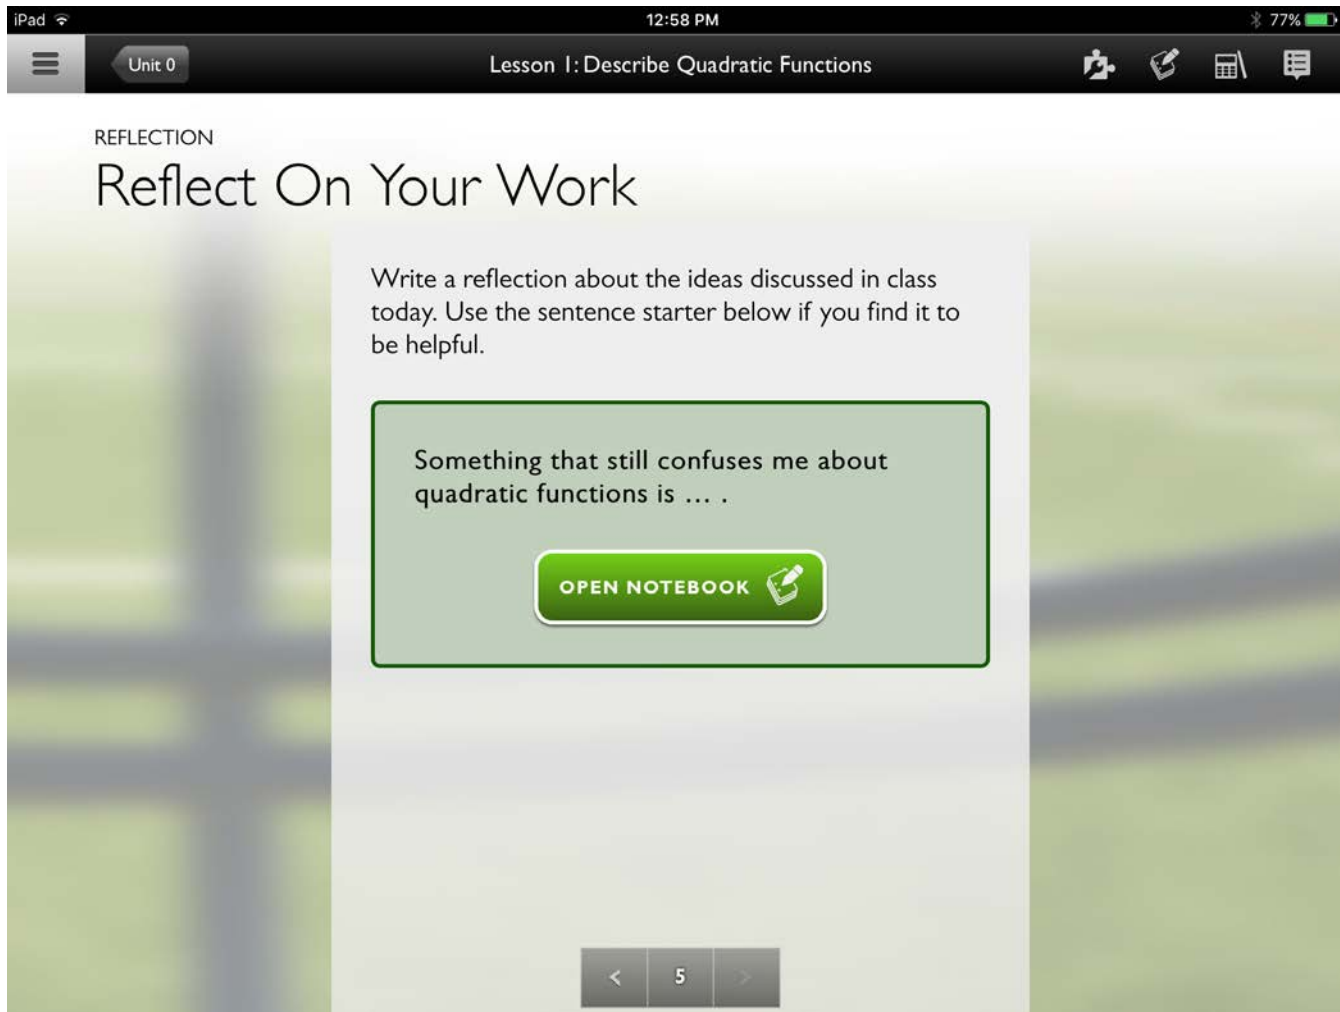 iPad 12:58 PM 77%
Unit 0 Lesson 1: Describe Quadratic Functions
REFLECTION
Reflect On Your Work
Write a reflection about the ideas discussed in class
today. Use the sentence starter below if you find it to
be helpful.
Something that still confuses me about
quadratic functions is ... .
OPEN NOTEBOOK
< 5 >